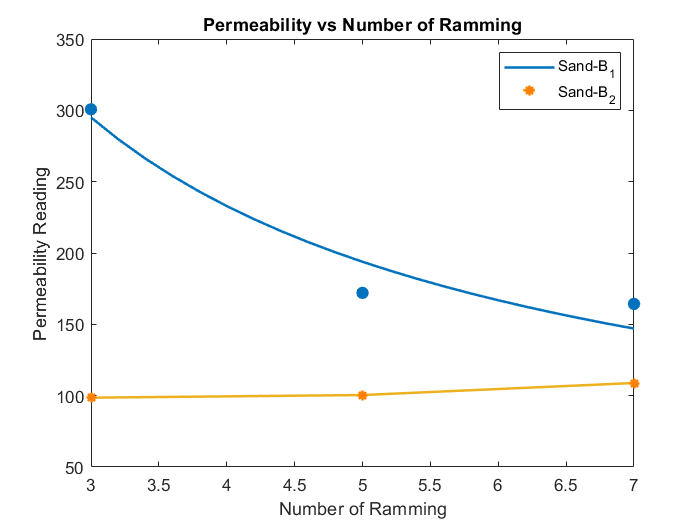 Permeability vs Number of Ramming
350
300
250
200
150
100
50
Permeability Reading
Sand-B1
Sand-B2
3 3.5 4 4.5 5 5.5 6 6.5 7
Number of Ramming